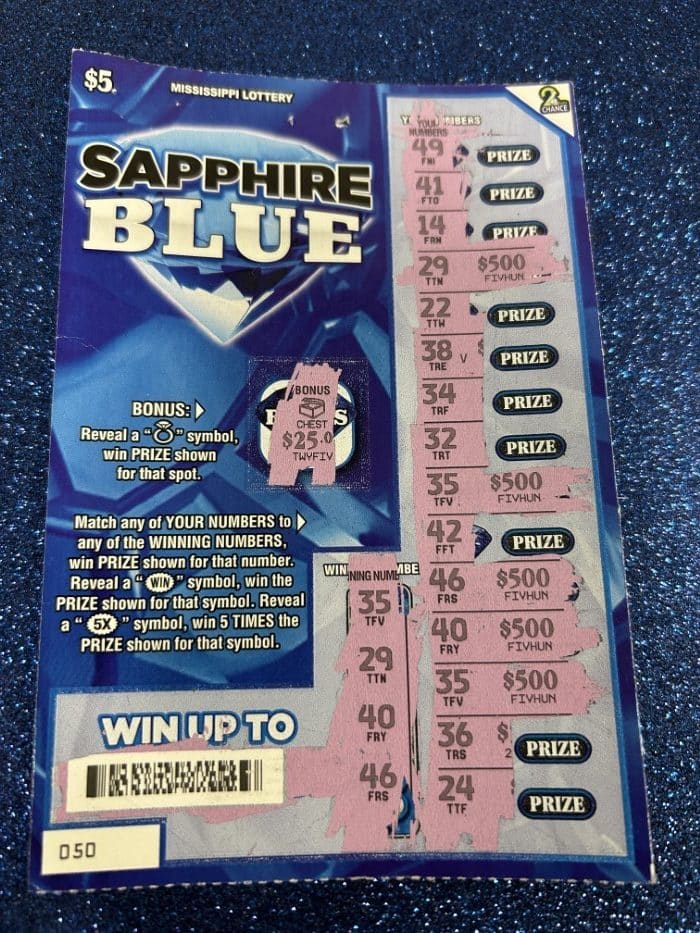 $5.
MISSISSIPPI LOTTERY
2ND
CHANCE
SAPPHIRE
BLUE
YOUR
NUMBERS
49
PRIZE
41
FTO
PRIZE
14
PRIZE
29 $500
TTN FIVHUN
22
TTW
PRIZE
38
TRE
PRIZE
34
TRF
PRIZE
32
TRT
PRIZE
35 $500
TFV FIVHUN
42
FFT
PRIZE
46 $500
FRS FIVHUN
40 $500
FRY FIVHUN
35 $500
TFV FIVHUN
36 $
TRS 2
PRIZE
24
TTF
PRIZE
BONUS
CHEST
$25.0
TWYFIV
BONUS:
Reveal a " " symbol,
win PRIZE shown
for that spot.
Match any of YOUR NUMBERS to
any of the WINNING NUMBERS,
win PRIZE shown for that number.
Reveal a "WIN" symbol, win the
PRIZE shown for that symbol. Reveal
a "5X" symbol, win 5 TIMES the
PRIZE shown for that symbol.
WINNING NUMBE
35
TFV
29
TTN
40
FRY
46
FRS
WIN UP TO
050